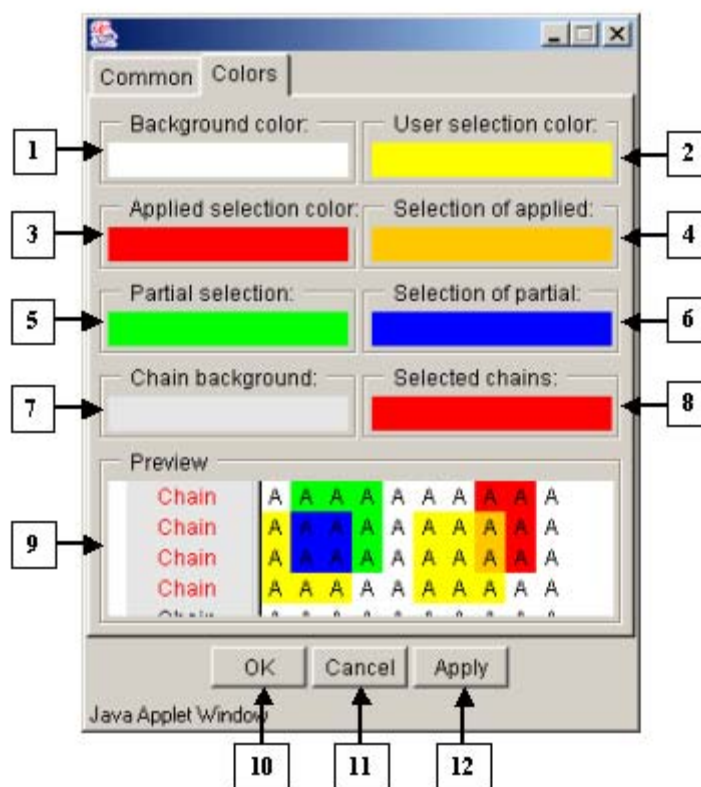 Common Colors
1 Background color: User selection color: 2
3 Applied selection color: Selection of applied: 4
5 Partial selection: Selection of partial: 6
7 Chain background: Selected chains: 8
Preview
Chain A A A A A A A A A A
9 Chain A A A A A A A A A A
Chain A A A A A A A A A A
Chain A A A A A A A A A A
OK Cancel Apply
Java Applet Window
10 11 12